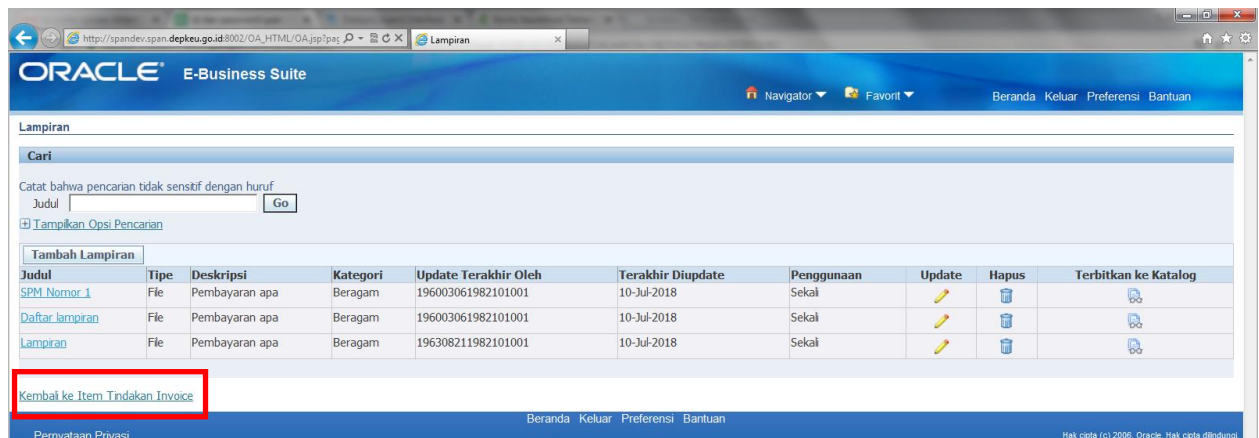 http://spandev.span.depkeu.go.id:8002/OA_HTML/OA.jsp?pag
Lampiran
ORACLE® E-Business Suite
Navigator Favorit Beranda Keluar Preferensi Bantuan
Lampiran
Cari
Catat bahwa pencarian tidak sensitif dengan huruf
Judul Go
Tampilkan Opsi Pencarian
Tambah Lampiran
Judul Tipe Deskripsi Kategori Update Terakhir Oleh Terakhir Diupdate Penggunaan Update Hapus Terbitkan ke Katalog
SPM Nomor 1 File Pembayaran apa Beragam 196003061982101001 10-Jul-2018 Sekali
Daftar lampiran File Pembayaran apa Beragam 196003061982101001 10-Jul-2018 Sekali
Lampiran File Pembayaran apa Beragam 196308211982101001 10-Jul-2018 Sekali
Kembali ke Item Tindakan Invoice
Beranda Keluar Preferensi Bantuan
Pernyataan Privasi Hak cipta (c) 2006, Oracle. Hak cipta dilindungi